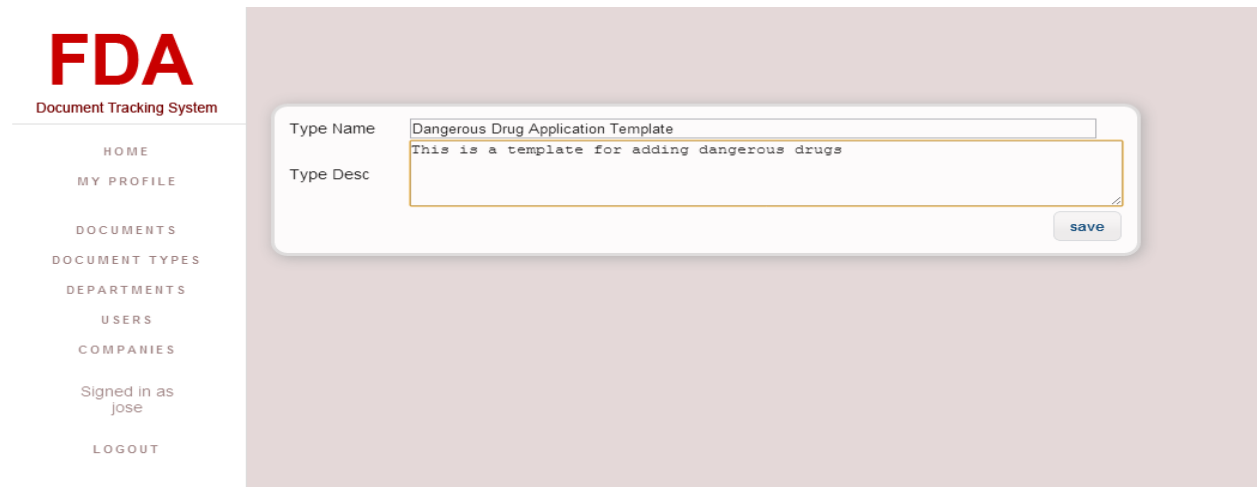 FDA
Document Tracking System
HOME
MY PROFILE
DOCUMENTS
DOCUMENT TYPES
DEPARTMENTS
USERS
COMPANIES
Signed in as
jose
LOGOUT
Type Name Dangerous Drug Application Template
This is a template for adding dangerous drugs
Type Desc
save